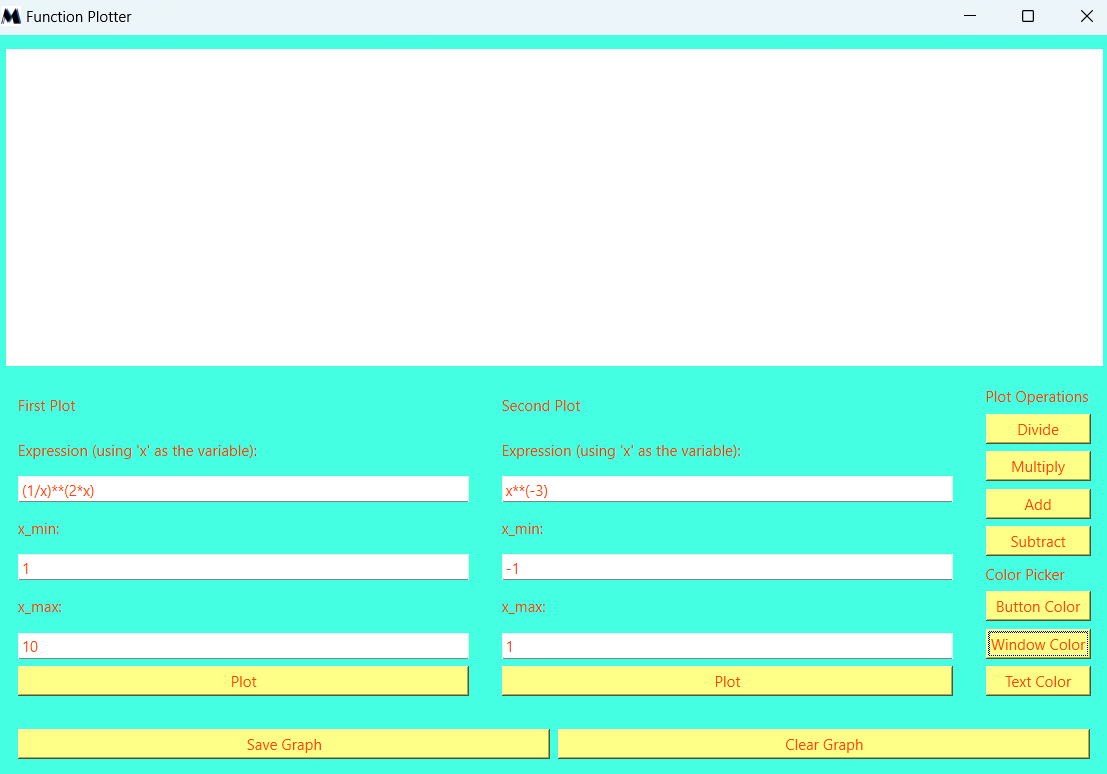 Function Plotter
First Plot
Expression (using 'x' as the variable):
(1/x)**(2*x)
x_min:
1
x_max:
10
Plot
Second Plot
Expression (using 'x' as the variable):
x**(-3)
x_min:
-1
x_max:
1
Plot
Plot Operations
Divide
Multiply
Add
Subtract
Color Picker
Button Color
Window Color
Text Color
Save Graph
Clear Graph